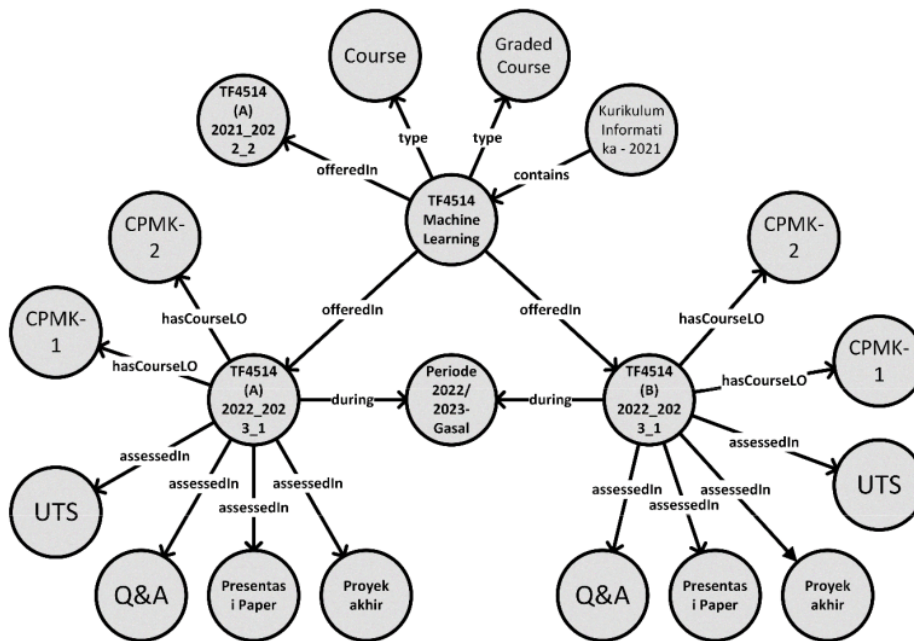 Course
Graded
Course
TF4514
(A)
2021_202
2_2
Kurikulum
Informati
ka - 2021
type
type
offeredIn
contains
TF4514
Machine
Learning
CPMK-
2
CPMK-
2
offeredIn
offeredIn
hasCourseLO
hasCourseLO
CPMK-
1
CPMK-
1
hasCourseLO
hasCourseLO
TF4514
(A)
2022_202
3_1
during
Periode
2022/
2023-
Gasal
during
TF4514
(B)
2022_202
3_1
assessedIn
assessedIn
assessedIn
assessedIn
assessedIn
assessedIn
assessedIn
assessedIn
UTS
UTS
Q&A
Presentas
i Paper
Proyek
akhir
Q&A
Presentas
i Paper
Proyek
akhir